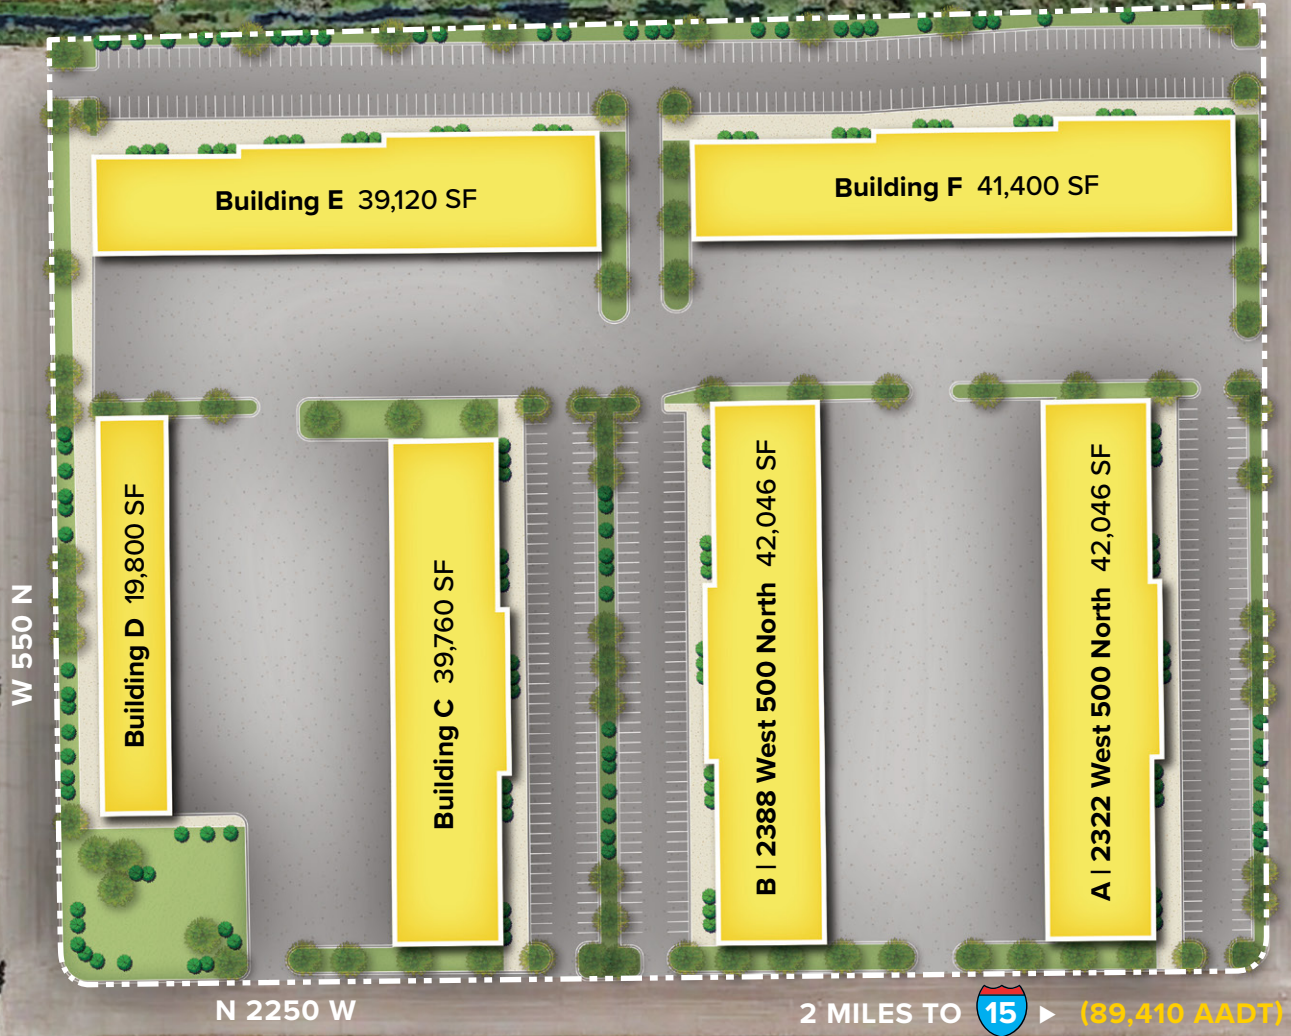 Building E 39,120 SF
Building F 41,400 SF
Building D 19,800 SF
Building C 39,760 SF
B | 2388 West 500 North 42,046 SF
A | 2322 West 500 North 42,046 SF
W 550 N
N 2250 W
2 MILES TO 15 ▶ (89,410 AADT)